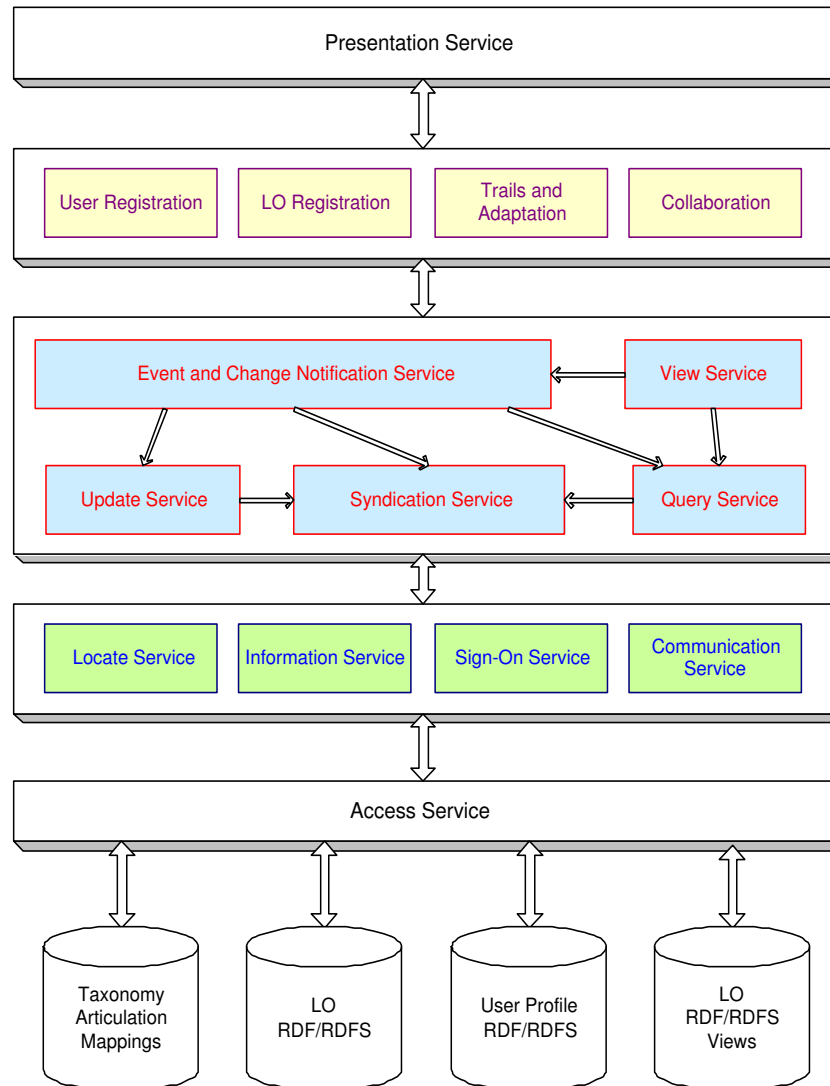 Presentation Service
User Registration
LO Registration
Trails and
Adaptation
Collaboration
Event and Change Notification Service
View Service
Update Service
Syndication Service
Query Service
Locate Service
Information Service
Sign-On Service
Communication
Service
Access Service
Taxonomy
Articulation
Mappings
LO
RDF/RDFS
User Profile
RDF/RDFS
LO
RDF/RDFS
Views